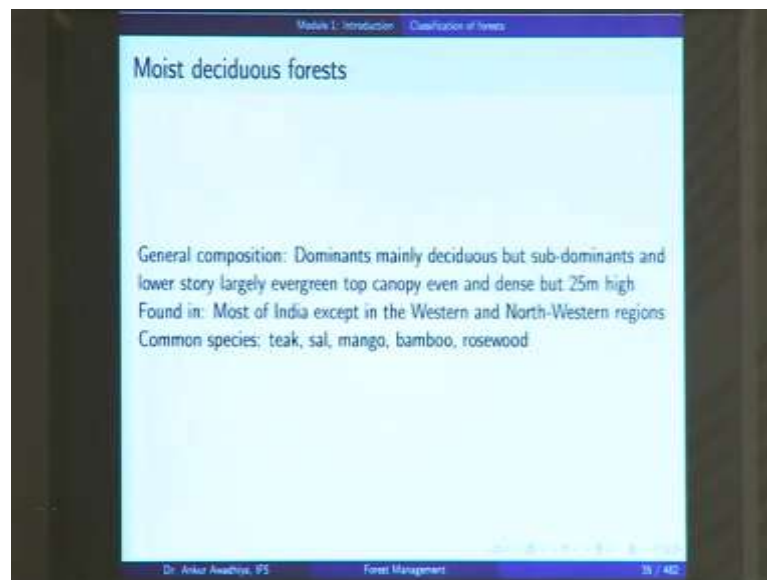 Module 1: Introduction Classification of forests
Moist deciduous forests
General composition: Dominants mainly deciduous but sub-dominants and
lower story largely evergreen top canopy even and dense but 25m high
Found in: Most of India except in the Western and North-Western regions
Common species: teak, sal, mango, bamboo, rosewood
Dr. Ankur Awadhiya, IFS Forest Management 35 / 482